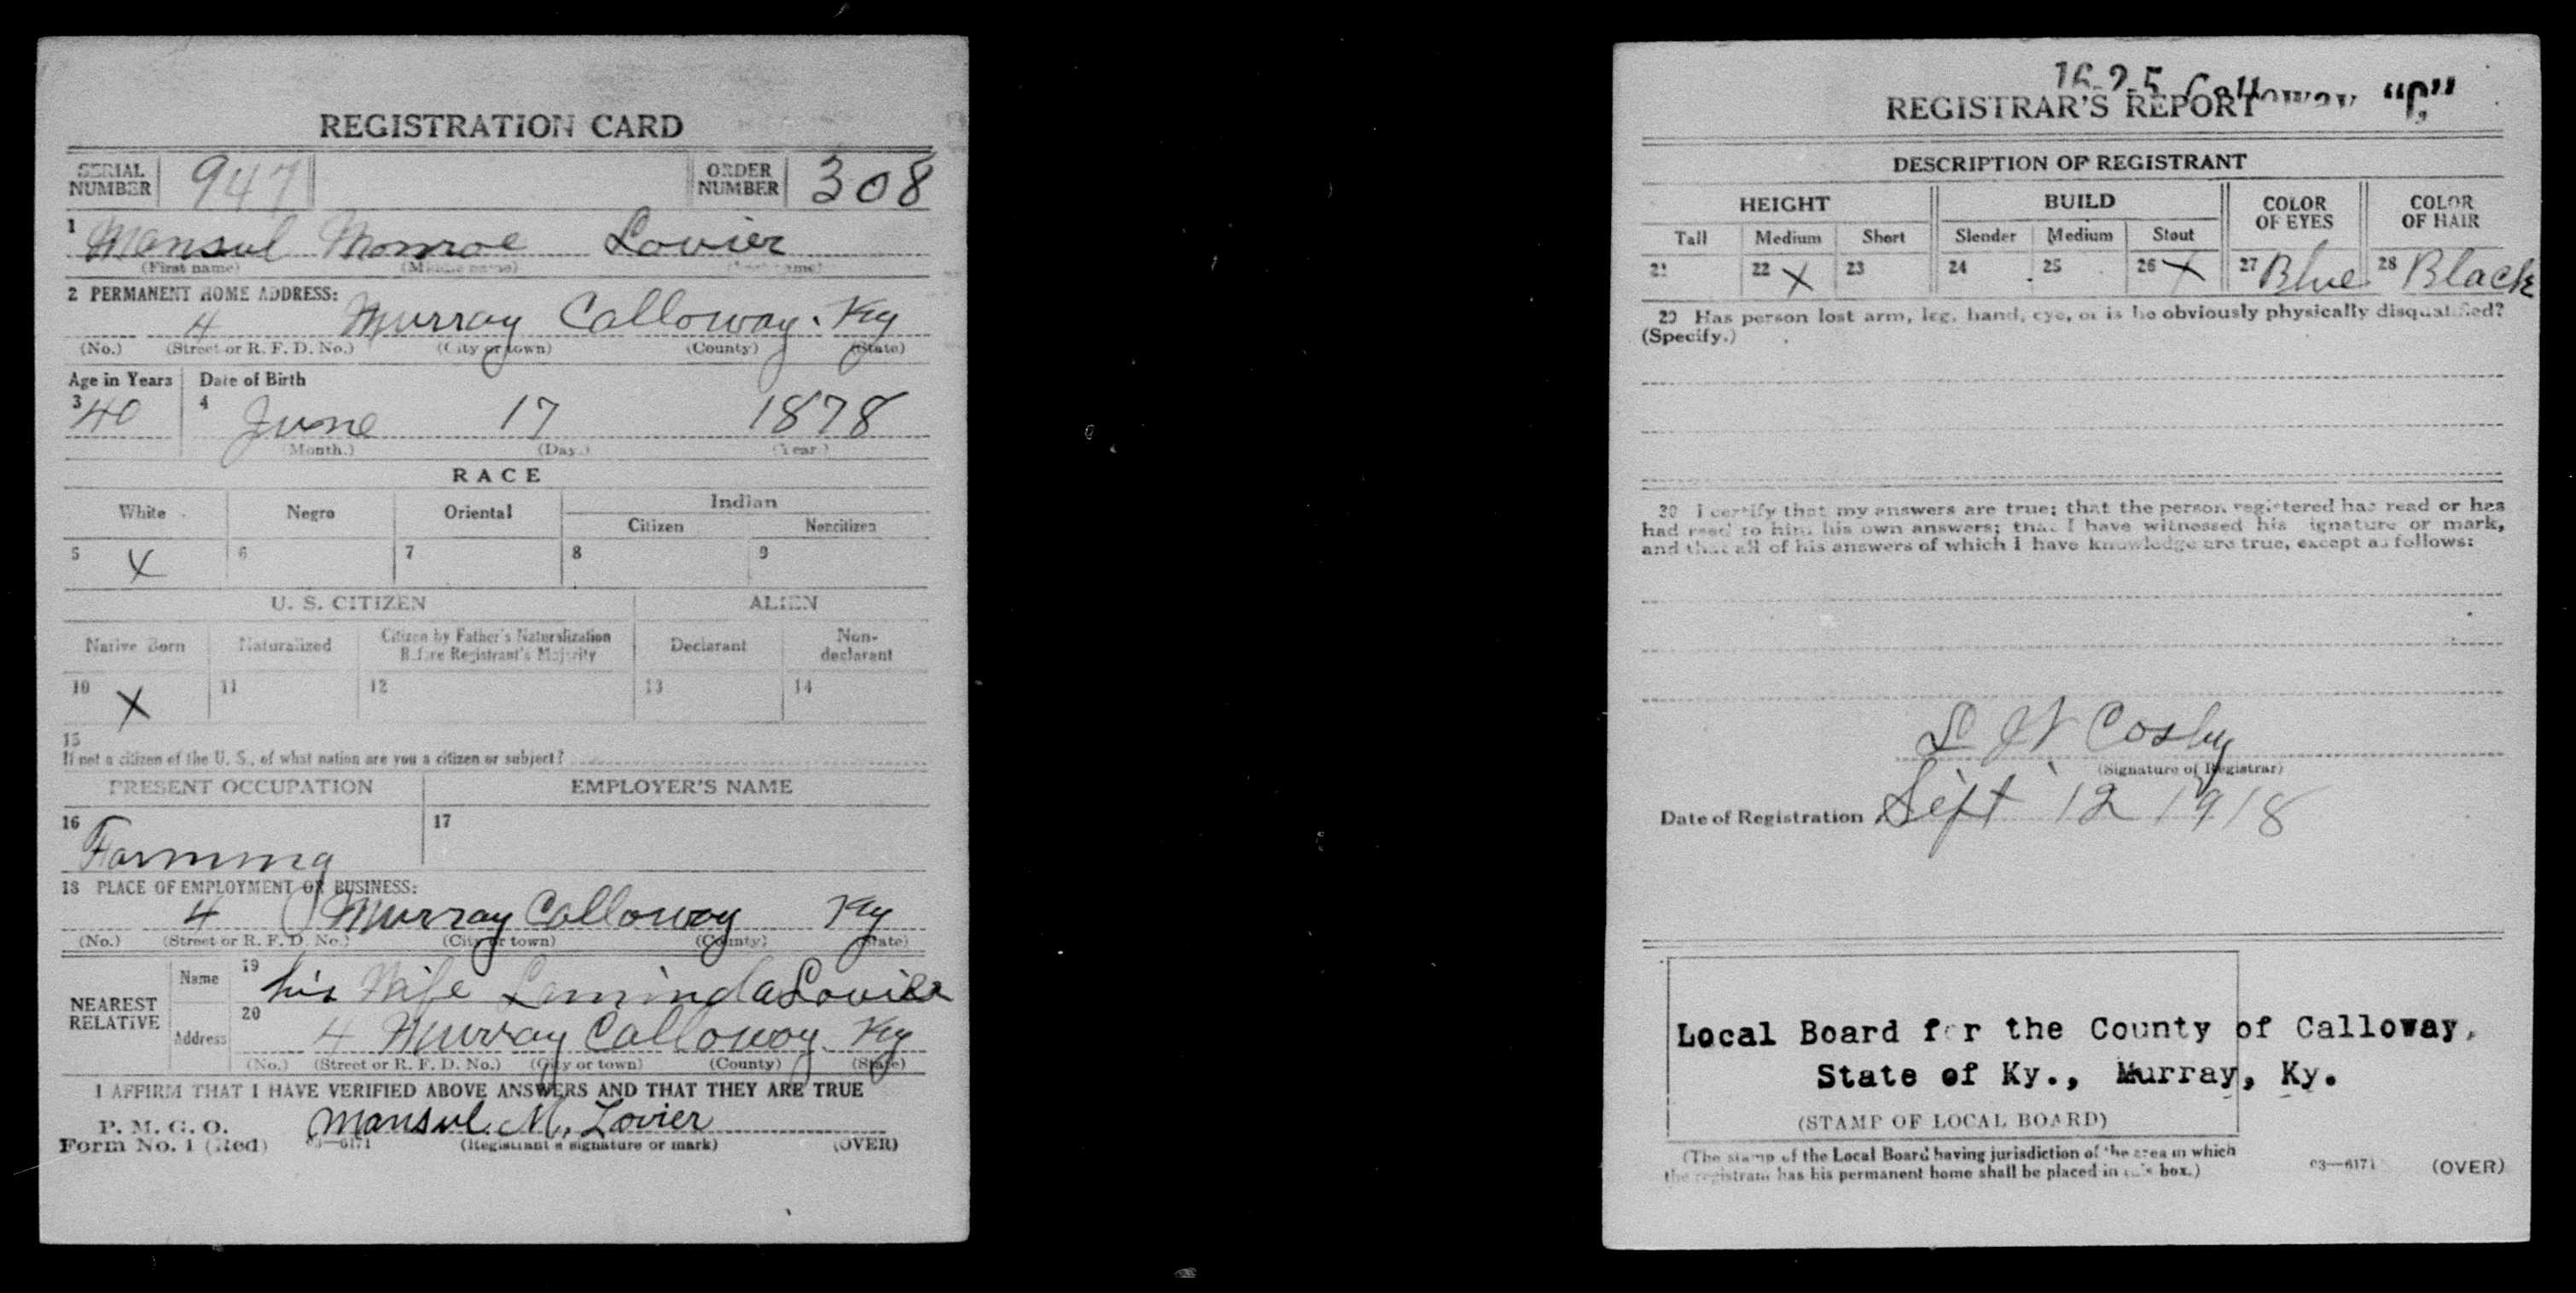 REGISTRATION CARD
SERIAL NUMBER 947 ORDER NUMBER 308
1 Mansul Monroe Lovier
(First name) (Middle name) (Last name)
2 PERMANENT HOME ADDRESS:
4 Murray Calloway. Ky
(No.) (Street or R. F. D. No.) (City or town) (County) (State)
Age in Years Date of Birth
3 40 4 June 17 1878
(Month.) (Day.) (Year.)
RACE
White Negro Oriental Indian
Citizen Noncitizen
5 X 6 7 8 9
U. S. CITIZEN ALIEN
Native Born Naturalized Citizen by Father's Naturalization Before Registrant's Majority Declarant Non-declarant
10 X 11 12 13 14
15
If not a citizen of the U. S., of what nation are you a citizen or subject?
PRESENT OCCUPATION EMPLOYER'S NAME
16 Farming 17
18 PLACE OF EMPLOYMENT OR BUSINESS:
4 Murray Calloway Ky
(No.) (Street or R. F. D. No.) (City or town) (County) (State)
NEAREST RELATIVE Name 19 his Wife Laminda Lovier
Address 20 4 Murray Calloway. Ky
(No.) (Street or R. F. D. No.) (City or town) (County) (State)
I AFFIRM THAT I HAVE VERIFIED ABOVE ANSWERS AND THAT THEY ARE TRUE
P. M. G. O.
Form No. 1 (Red) 03—6171 Mansul. M. Lovier
(Registrant's signature or mark) (OVER)
16-2-5 Calloway "C"
REGISTRAR'S REPORT
DESCRIPTION OF REGISTRANT
HEIGHT BUILD COLOR OF EYES COLOR OF HAIR
Tall Medium Short Slender Medium Stout
21 22 X 23 24 25 26 X 27 Blue 28 Black
29 Has person lost arm, leg, hand, eye, or is he obviously physically disqualified?
(Specify.)
30 I certify that my answers are true; that the person registered has read or has
had read to him his own answers; that I have witnessed his signature or mark,
and that all of his answers of which I have knowledge are true, except as follows:
L W Cosby
(Signature of Registrar)
Date of Registration Sept 12 1918
Local Board for the County of Calloway,
State of Ky., Murray, Ky.
(STAMP OF LOCAL BOARD)
(The stamp of the Local Board having jurisdiction of the area in which
the registrant has his permanent home shall be placed in this box.)
03—6171 (OVER)